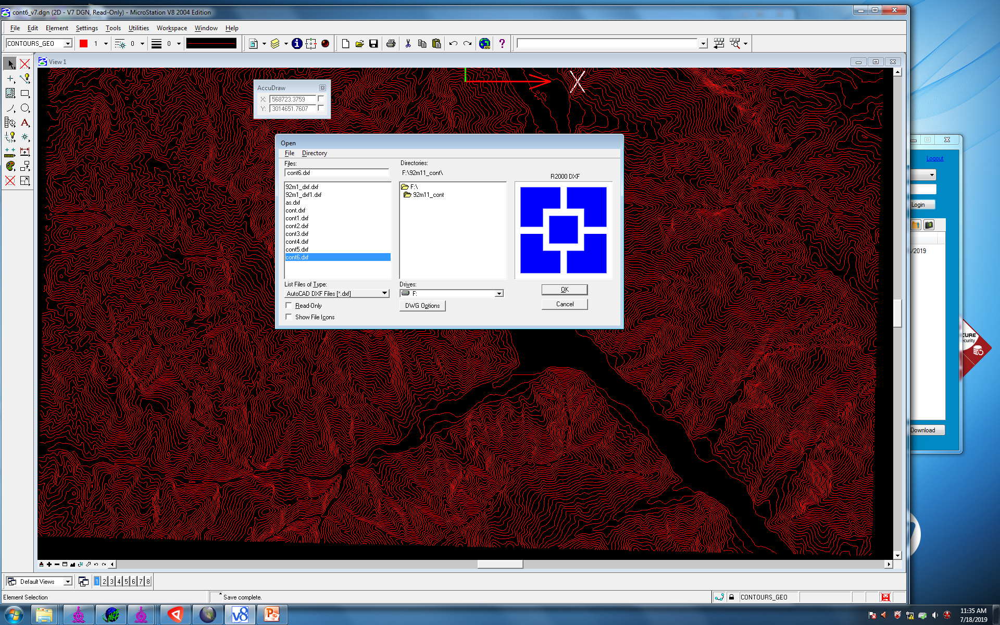 cont6_v7.dgn (2D - V7 DGN, Read-Only) - MicroStation V8 2004 Edition
File Edit Element Settings Tools Utilities Workspace Window Help
CONTOURS_GEO 1 0 0
View 1
X
AccuDraw
X: 568723.3759
Y: 3014651.7607
Open
File Directory
Files:
cont6.dxf
92m1_dxf.dxf
92m1_dxf1.dxf
as.dxf
cont.dxf
cont1.dxf
cont2.dxf
cont3.dxf
cont4.dxf
cont5.dxf
cont6.dxf
List Files of Type:
AutoCAD DXF Files [*.dxf]
Read-Only
Show File Icons
Directories:
F:\92m11_cont\
F:\
92m11_cont
Drives:
F:
DWG Options
R2000 DXF
OK
Cancel
Logout
Login
/2019
Download
CURE
ecurity
Default Views 1 2 3 4 5 6 7 8
Element Selection Save complete. CONTOURS_GEO
v8
11:35 AM
7/18/2019